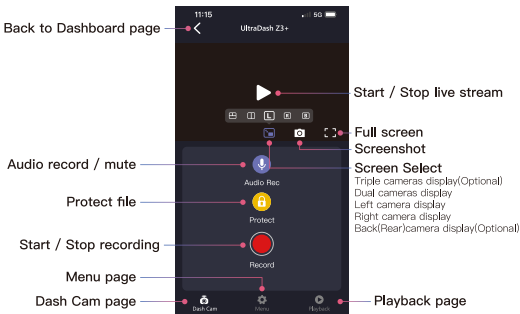 11:15
5G
Back to Dashboard page
UltraDash Z3+
Start / Stop live stream
L R B
Full screen
Screenshot
Audio record / mute
Screen Select
Audio Rec
Triple cameras display(Optional)
Dual cameras display
Left camera display
Right camera display
Back(Rear)camera display(Optional)
Protect file
Protect
Start / Stop recording
Record
Menu page
Dash Cam page
Dash Cam
Menu
Playback
Playback page